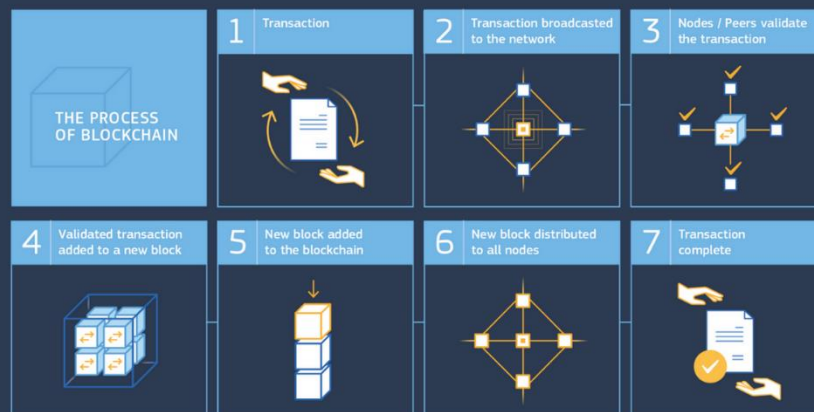 THE PROCESS
OF BLOCKCHAIN
1
Transaction
2
Transaction broadcasted
to the network
3
Nodes / Peers validate
the transaction
4
Validated transaction
added to a new block
5
New block added
to the blockchain
6
New block distributed
to all nodes
7
Transaction
complete